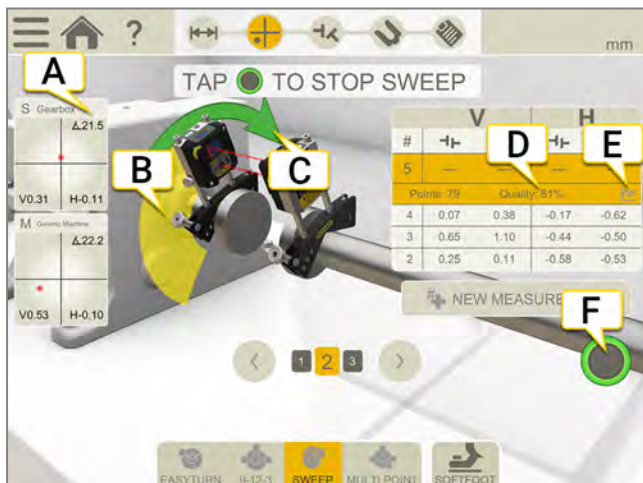 ?
mm
A
TAP TO STOP SWEEP
S Gearbox
∡21.5
V0.31 H-0.11
M Generic Machine
∡22.2
V0.53 H-0.10
B
C
V H
#
D
E
5 — — —
Points: 79 Quality: 81%
4 0.07 0.38 -0.17 -0.62
3 0.65 1.10 -0.44 -0.50
2 0.25 0.11 -0.58 -0.53
# NEW MEASURE
F
< 1 2 3 >
EASYTURN 9-12-3 SWEEP MULTI POINT SOFTFOOT